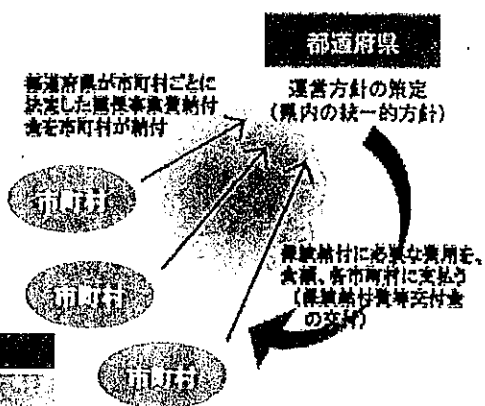 都道府県
運営方針の策定
(県内の統一的方針)
都道府県が市町村ごとに
決定した国保事業費納付
金を市町村が納付
市町村
市町村
市町村
保険給付に必要な費用を、
全額、各市町村に支払う
(保険給付費等交付金
の交付)